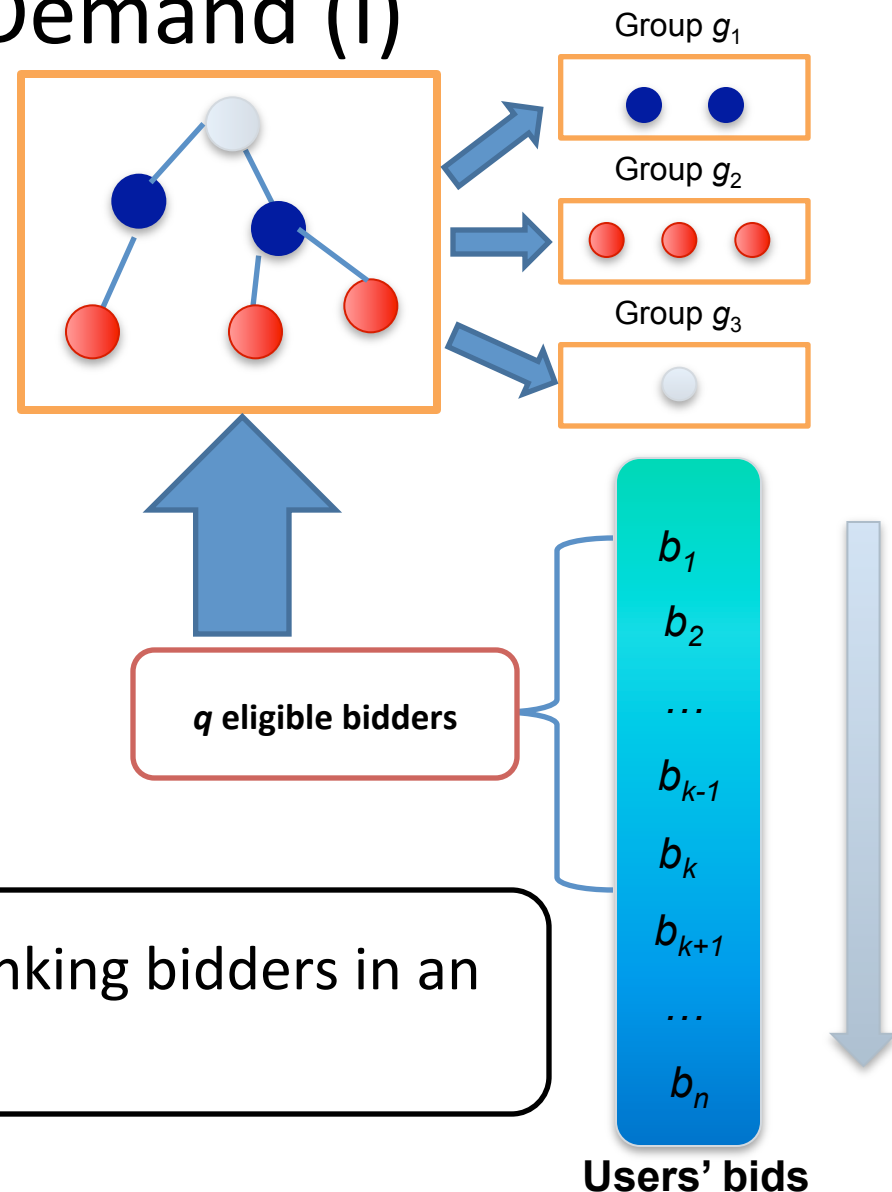 Demand (I)
Group g1
Group g2
Group g3
b1
b2
...
q eligible bidders
bk-1
bk
bk+1
nking bidders in an
...
bn
Users’ bids